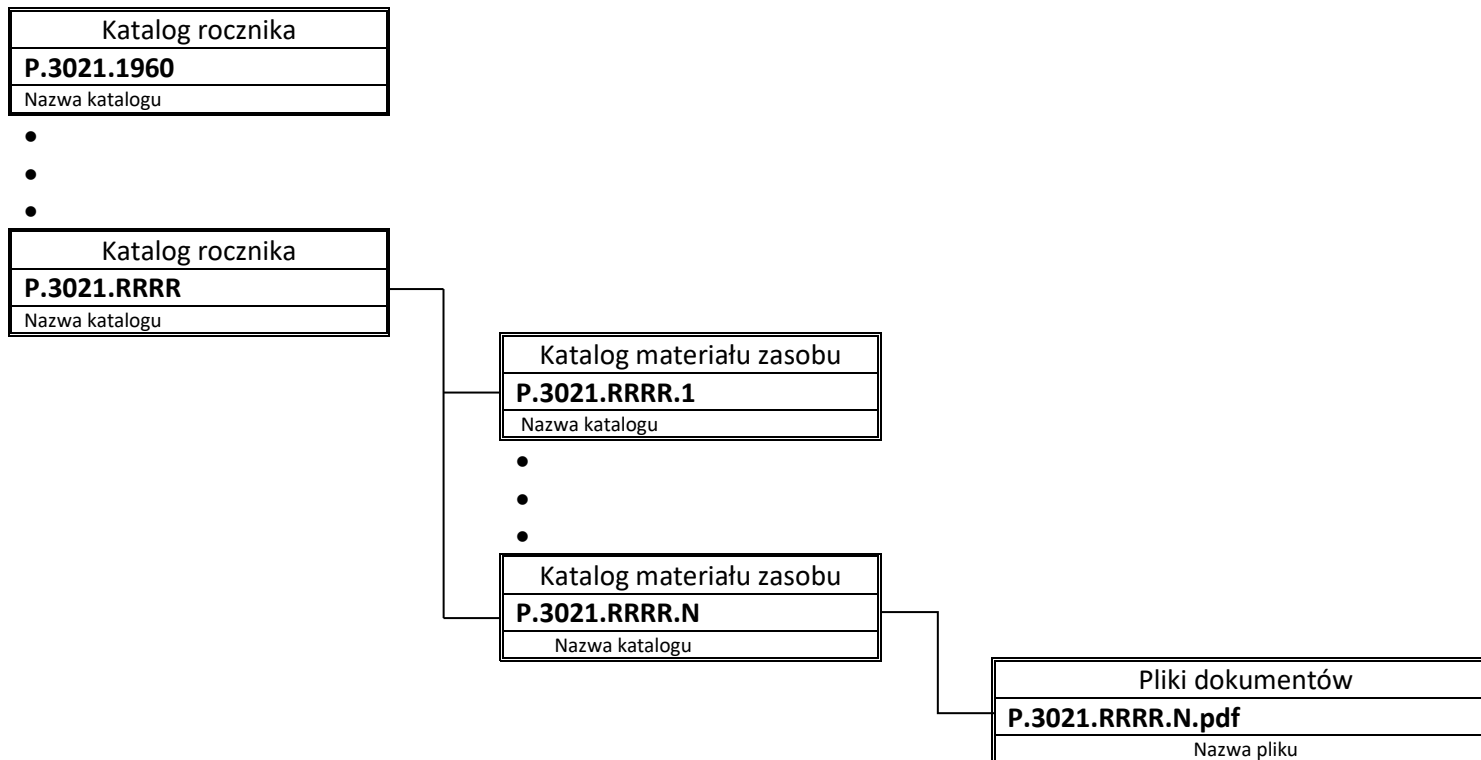 Katalog rocznika
P.3021.1960
Nazwa katalogu
•
•
•
Katalog rocznika
P.3021.RRRR
Nazwa katalogu
Katalog materiału zasobu
P.3021.RRRR.1
Nazwa katalogu
•
•
•
Katalog materiału zasobu
P.3021.RRRR.N
Nazwa katalogu
Pliki dokumentów
P.3021.RRRR.N.pdf
Nazwa pliku